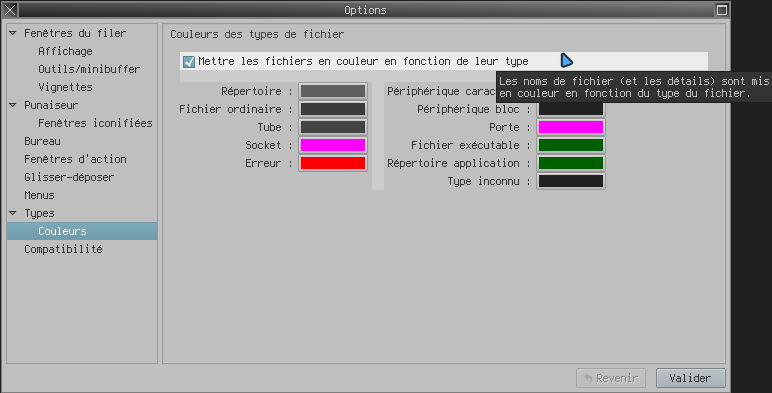 Options
Fenêtres du filer
Affichage
Outils/minibuffer
Vignettes
Punaiseur
Fenêtres iconifiées
Bureau
Fenêtres d'action
Glisser-déposer
Menus
Types
Couleurs
Compatibilité
Couleurs des types de fichier
Mettre les fichiers en couleur en fonction de leur type
Les noms de fichier (et les détails) sont mis
en couleur en fonction du type du fichier.
Répertoire :
Fichier ordinaire :
Tube :
Socket :
Erreur :
Périphérique carac
Périphérique bloc :
Porte :
Fichier exécutable :
Répertoire application :
Type inconnu :
Revenir
Valider